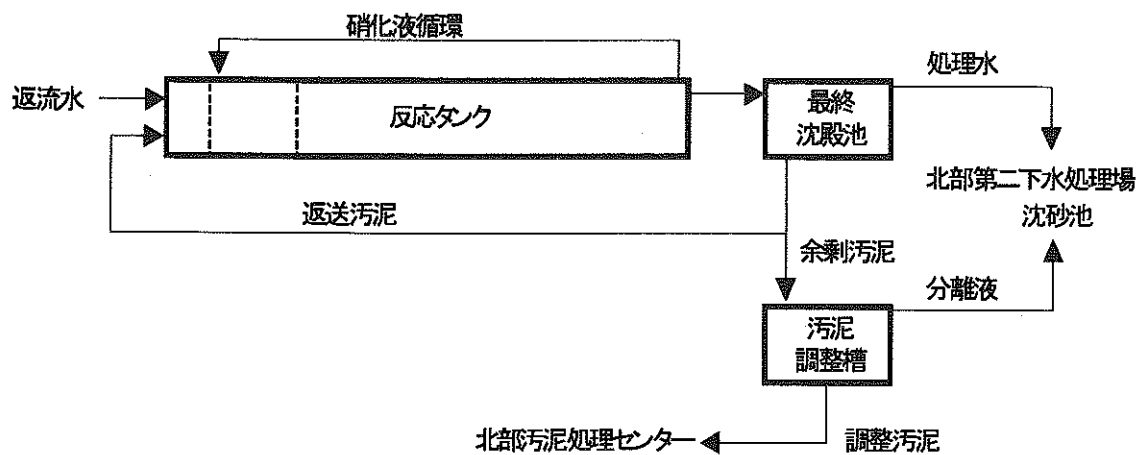 硝化液循環
返流水
反応タンク
最終
沈殿池
処理水
北部第二下水処理場
沈砂池
返送汚泥
余剰汚泥
分離液
汚泥
調整槽
北部汚泥処理センター
調整汚泥